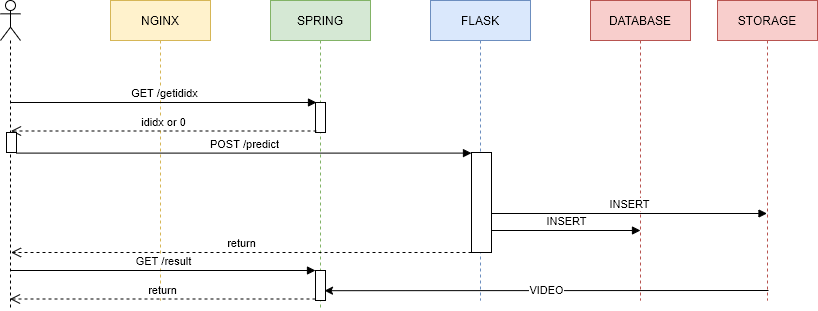 NGINX
SPRING
FLASK
DATABASE
STORAGE
GET /getididx
ididx or 0
POST /predict
INSERT
INSERT
return
GET /result
return
VIDEO